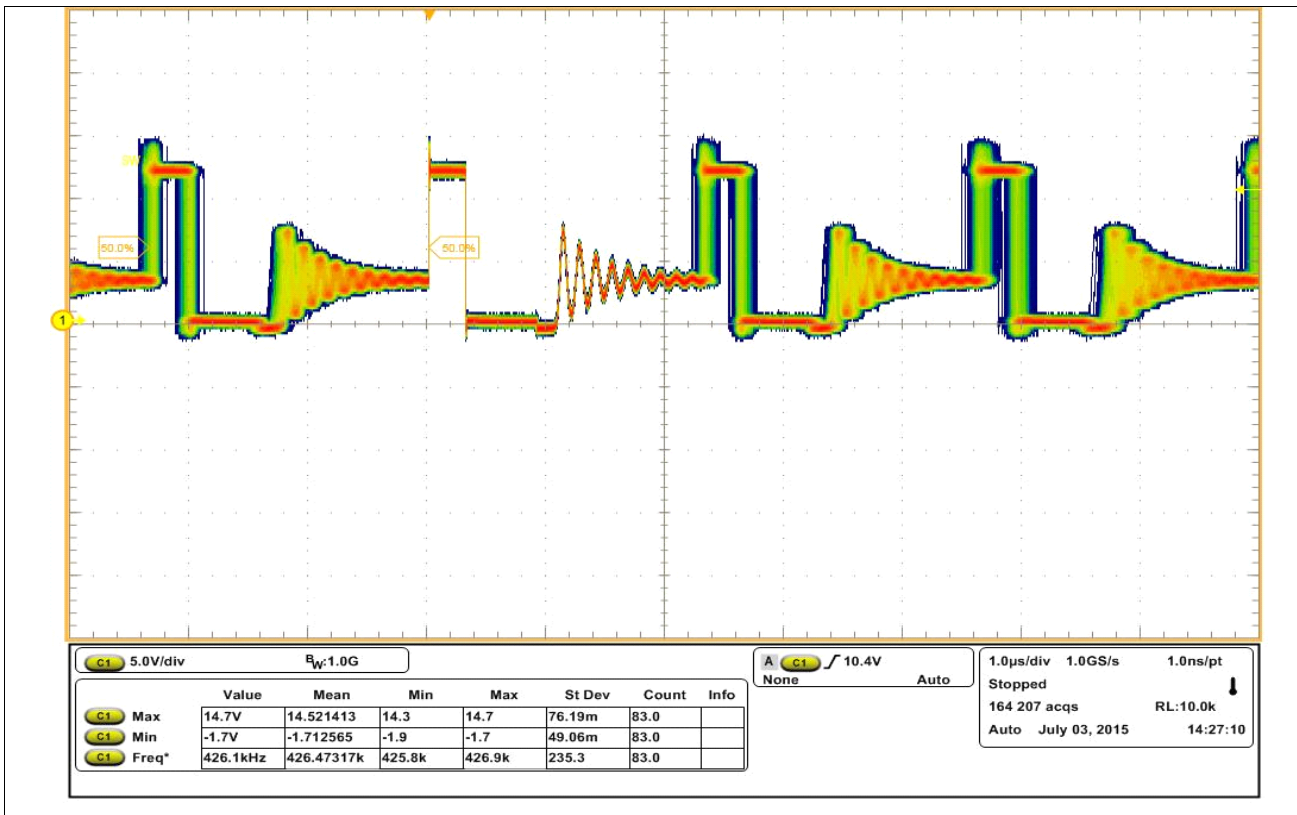 SW
50.0%
50.0%
1
C1 5.0V/div BW:1.0G
A C1 10.4V
None Auto
1.0µs/div 1.0GS/s 1.0ns/pt
Stopped
164 207 acqs RL:10.0k
Auto July 03, 2015 14:27:10
Value Mean Min Max St Dev Count Info
C1 Max 14.7V 14.521413 14.3 14.7 76.19m 83.0
C1 Min -1.7V -1.712565 -1.9 -1.7 49.06m 83.0
C1 Freq* 426.1kHz 426.47317k 425.8k 426.9k 235.3 83.0